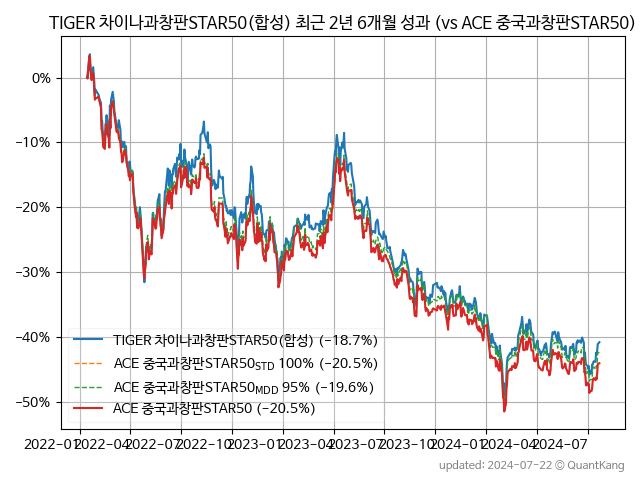 TIGER 차이나과창판STAR50(합성) 최근 2년 6개월 성과 (vs ACE 중국과창판STAR50)
0%
−10%
−20%
−30%
−40%
−50%
TIGER 차이나과창판STAR50(합성) (−18.7%)
ACE 중국과창판STAR50STD 100% (−20.5%)
ACE 중국과창판STAR50MDD 95% (−19.6%)
ACE 중국과창판STAR50 (−20.5%)
2022-01 2022-04 2022-07 2022-10 2023-01 2023-04 2023-07 2023-10 2024-01 2024-04 2024-07
updated: 2024-07-22 © QuantKang